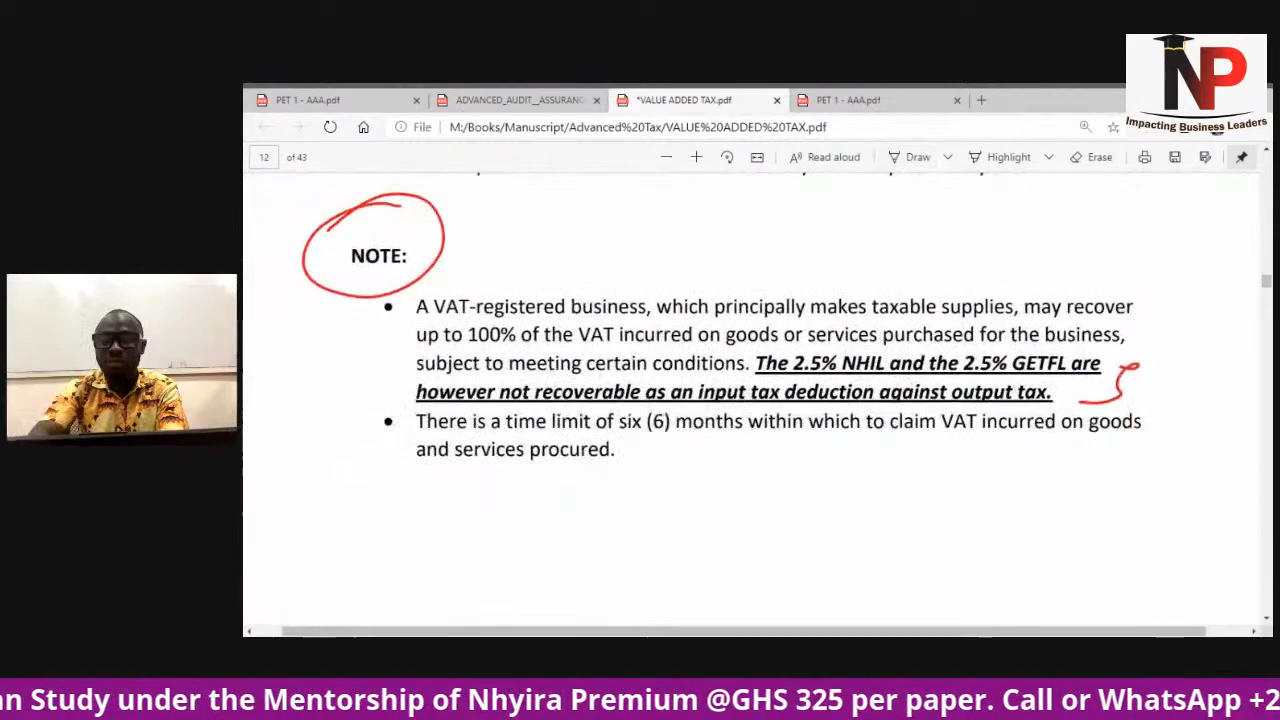 NP
Impacting Business Leaders
PET 1 - AAA.pdf
ADVANCED_AUDIT__ASSURANC
*VALUE ADDED TAX.pdf
PET 1 - AAA.pdf
File M:/Books/Manuscript/Advanced%20Tax/VALUE%20ADDED%20TAX.pdf
12 of 43 Read aloud Draw Highlight Erase
NOTE:
• A VAT-registered business, which principally makes taxable supplies, may recover
up to 100% of the VAT incurred on goods or services purchased for the business,
subject to meeting certain conditions. The 2.5% NHIL and the 2.5% GETFL are
however not recoverable as an input tax deduction against output tax.
• There is a time limit of six (6) months within which to claim VAT incurred on goods
and services procured.
an Study under the Mentorship of Nhyira Premium @GHS 325 per paper. Call or WhatsApp +2